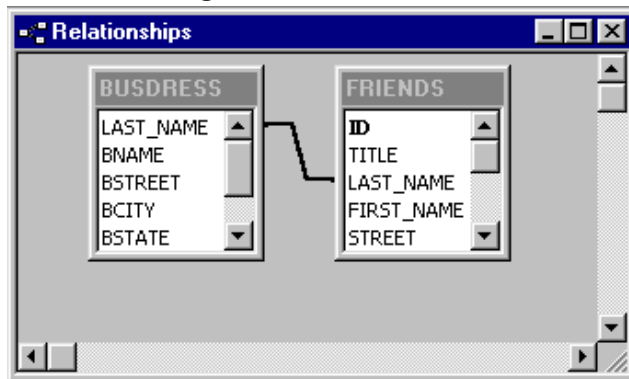 Relationships
BUSDRESS
LAST_NAME
BNAME
BSTREET
BCITY
BSTATE
FRIENDS
ID
TITLE
LAST_NAME
FIRST_NAME
STREET